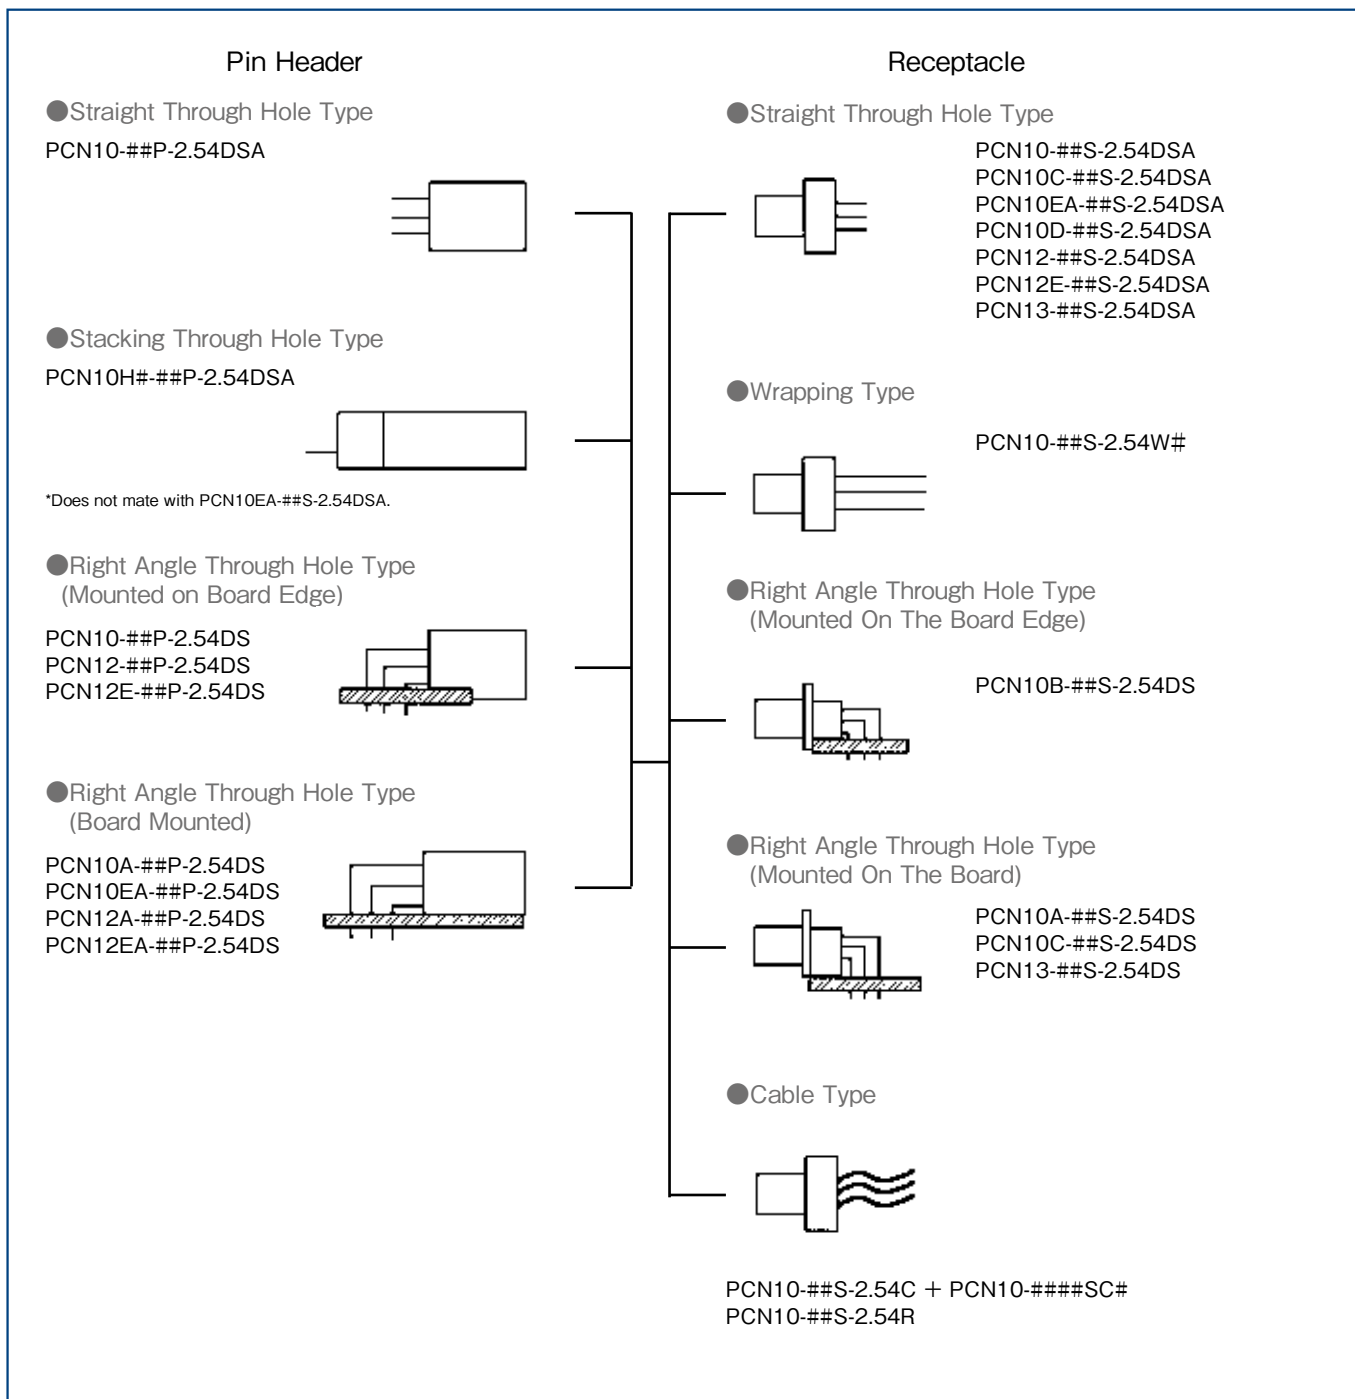 Pin Header
●Straight Through Hole Type
PCN10-##P-2.54DSA
●Stacking Through Hole Type
PCN10H#-##P-2.54DSA
*Does not mate with PCN10EA-##S-2.54DSA.
●Right Angle Through Hole Type
(Mounted on Board Edge)
PCN10-##P-2.54DS
PCN12-##P-2.54DS
PCN12E-##P-2.54DS
●Right Angle Through Hole Type
(Board Mounted)
PCN10A-##P-2.54DS
PCN10EA-##P-2.54DS
PCN12A-##P-2.54DS
PCN12EA-##P-2.54DS
Receptacle
●Straight Through Hole Type
PCN10-##S-2.54DSA
PCN10C-##S-2.54DSA
PCN10EA-##S-2.54DSA
PCN10D-##S-2.54DSA
PCN12-##S-2.54DSA
PCN12E-##S-2.54DSA
PCN13-##S-2.54DSA
●Wrapping Type
PCN10-##S-2.54W#
●Right Angle Through Hole Type
(Mounted On The Board Edge)
PCN10B-##S-2.54DS
●Right Angle Through Hole Type
(Mounted On The Board)
PCN10A-##S-2.54DS
PCN10C-##S-2.54DS
PCN13-##S-2.54DS
●Cable Type
PCN10-##S-2.54C + PCN10-####SC#
PCN10-##S-2.54R